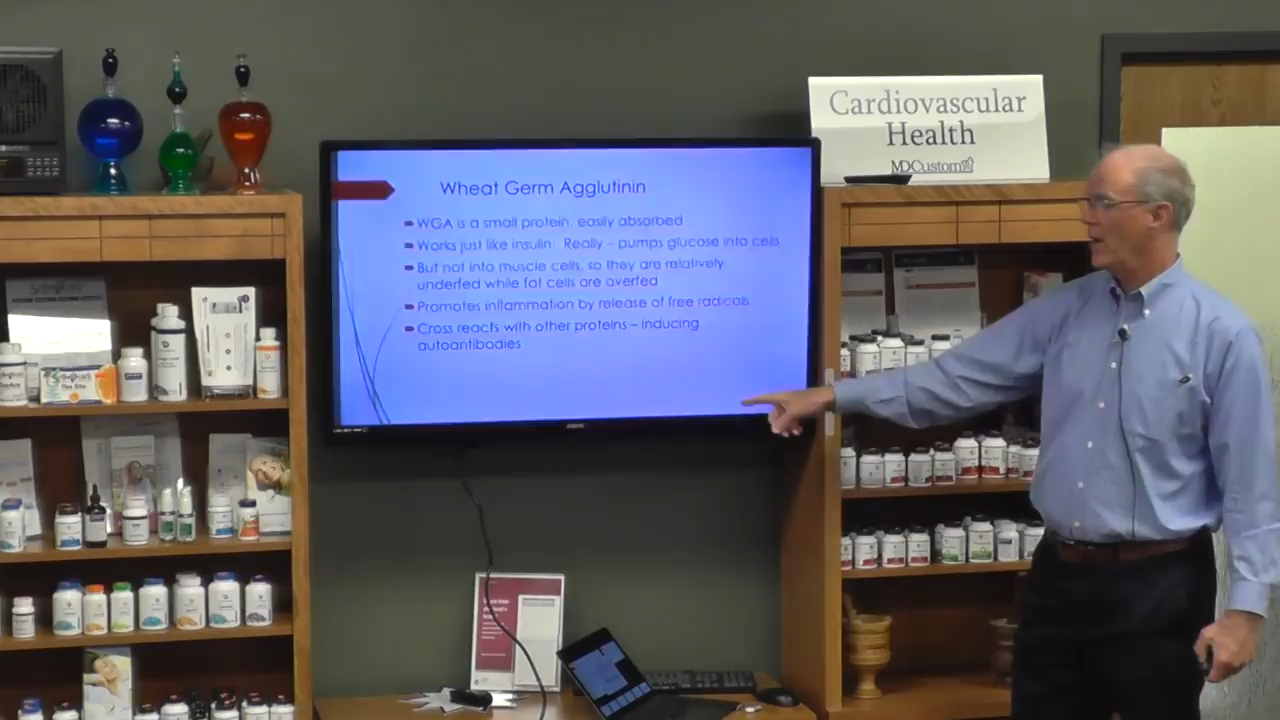 Cardiovascular
Health
MDCustomRx
Wheat Germ Agglutinin
WGA is a small protein, easily absorbed
Works just like insulin: Really – pumps glucose into cells
But not into muscle cells, so they are relatively
underfed while fat cells are overfed
Promotes inflammation by release of free radicals
Cross reacts with other proteins – inducing
autoantibodies